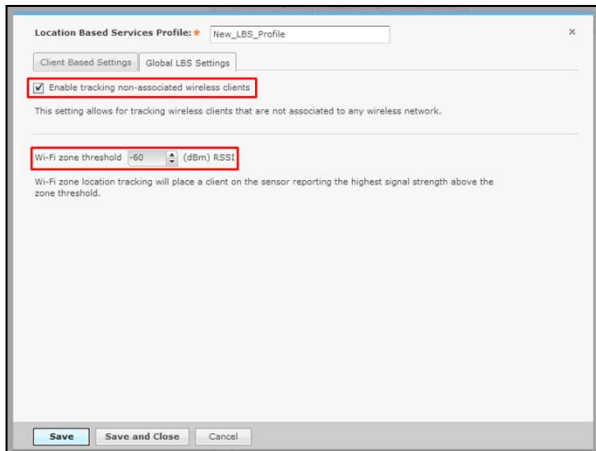 Location Based Services Profile:* New_LBS_Profile x
Client Based Settings Global LBS Settings
Enable tracking non-associated wireless clients
This setting allows for tracking wireless clients that are not associated to any wireless network.
Wi-Fi zone threshold -60 (dBm) RSSI
Wi-Fi zone location tracking will place a client on the sensor reporting the highest signal strength above the
zone threshold.
Save Save and Close Cancel